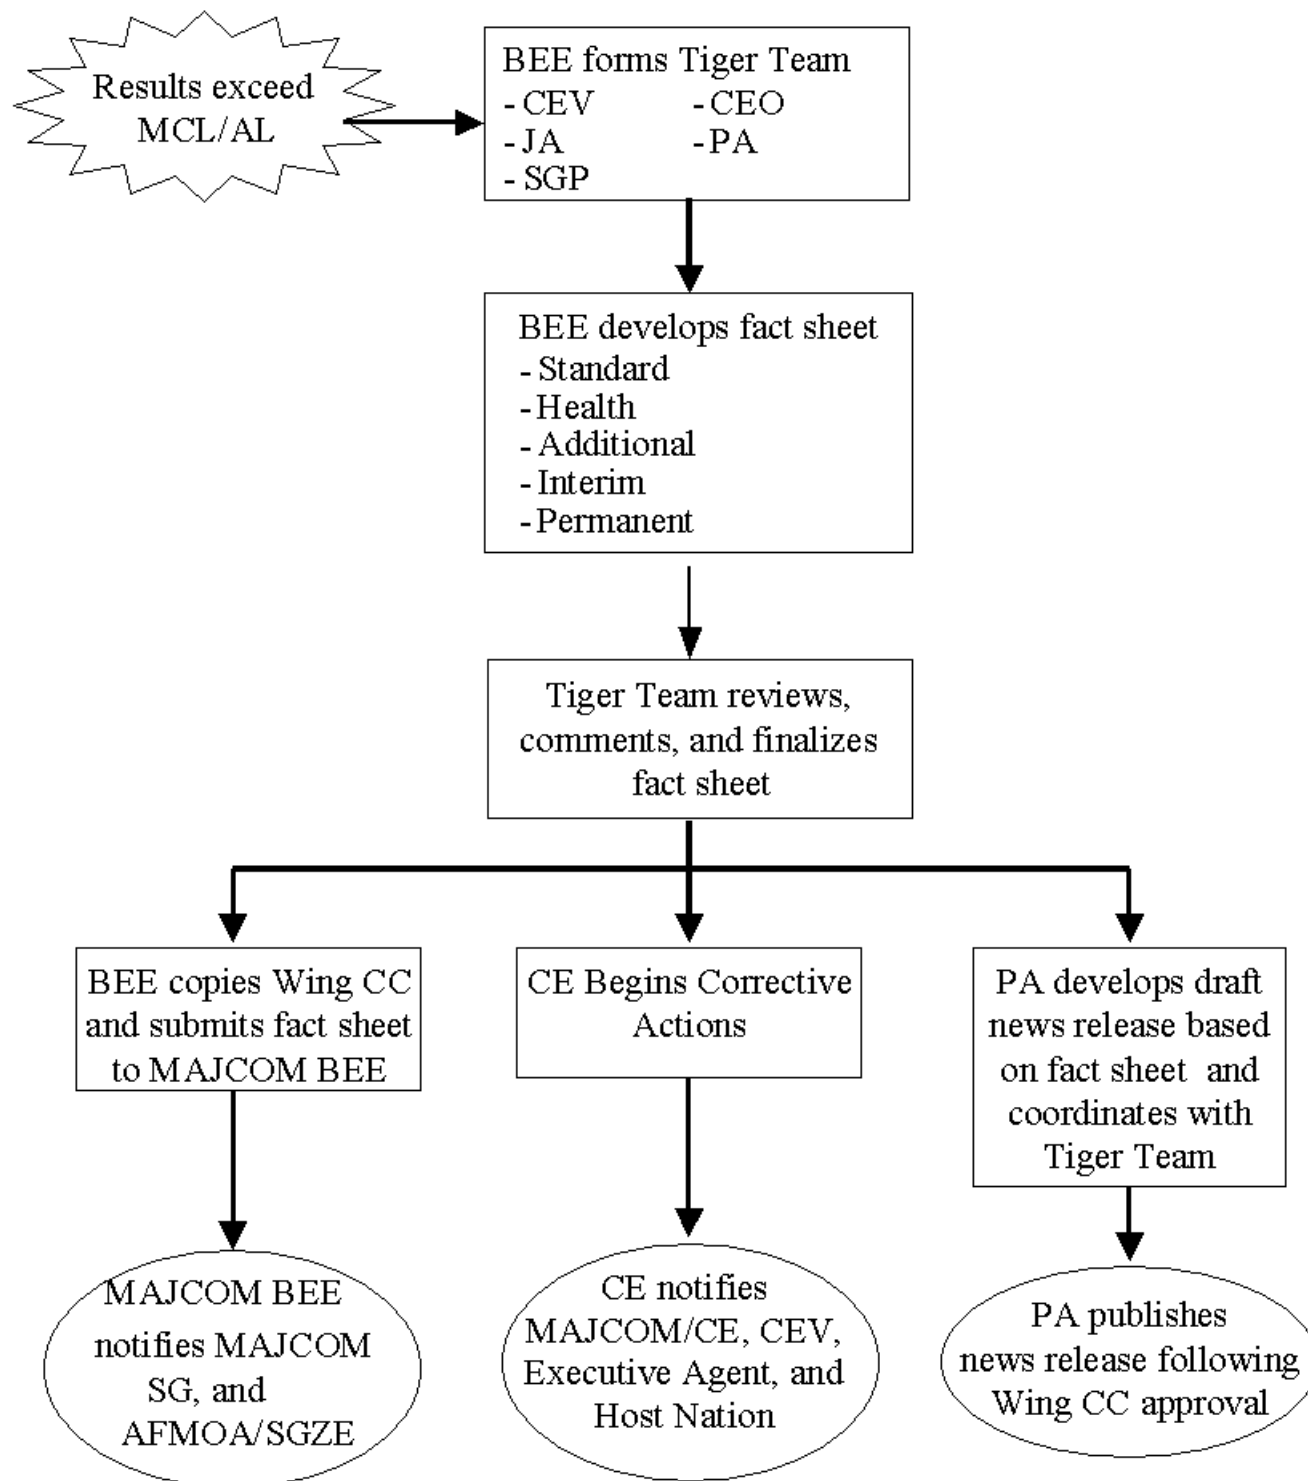 Results exceed
MCL/AL
BEE forms Tiger Team
- CEV - CEO
- JA - PA
- SGP
BEE develops fact sheet
- Standard
- Health
- Additional
- Interim
- Permanent
Tiger Team reviews,
comments, and finalizes
fact sheet
BEE copies Wing CC
and submits fact sheet
to MAJCOM BEE
CE Begins Corrective
Actions
PA develops draft
news release based
on fact sheet and
coordinates with
Tiger Team
MAJCOM BEE
notifies MAJCOM
SG, and
AFMOA/SGZE
CE notifies
MAJCOM/CE, CEV,
Executive Agent, and
Host Nation
PA publishes
news release following
Wing CC approval